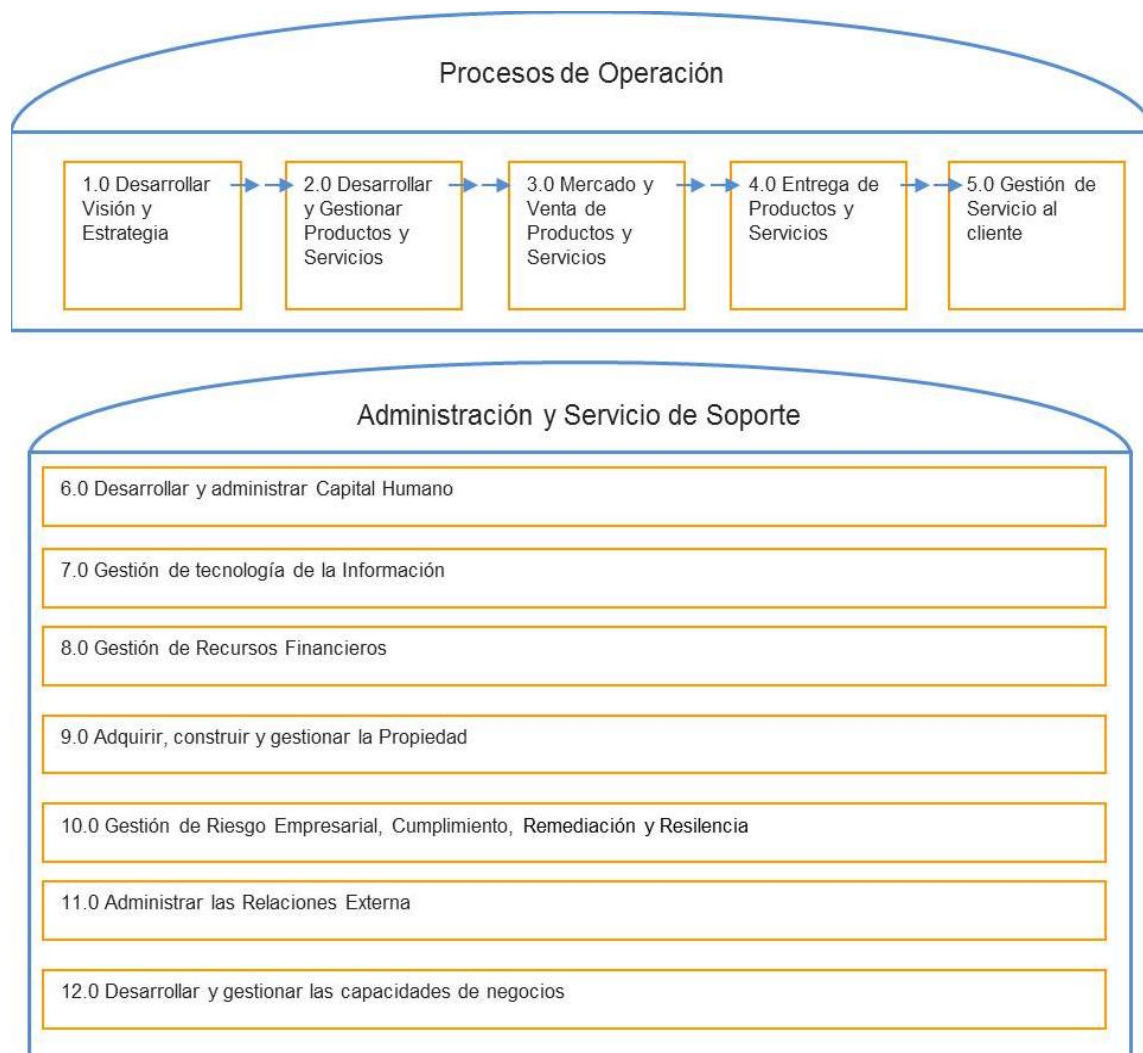 Procesos de Operación
1.0 Desarrollar
Visión y
Estrategia
2.0 Desarrollar
y Gestionar
Productos y
Servicios
3.0 Mercado y
Venta de
Productos y
Servicios
4.0 Entrega de
Productos y
Servicios
5.0 Gestión de
Servicio al
cliente
Administración y Servicio de Soporte
6.0 Desarrollar y administrar Capital Humano
7.0 Gestión de tecnología de la Información
8.0 Gestión de Recursos Financieros
9.0 Adquirir, construir y gestionar la Propiedad
10.0 Gestión de Riesgo Empresarial, Cumplimiento, Remediación y Resilencia
11.0 Administrar las Relaciones Externa
12.0 Desarrollar y gestionar las capacidades de negocios